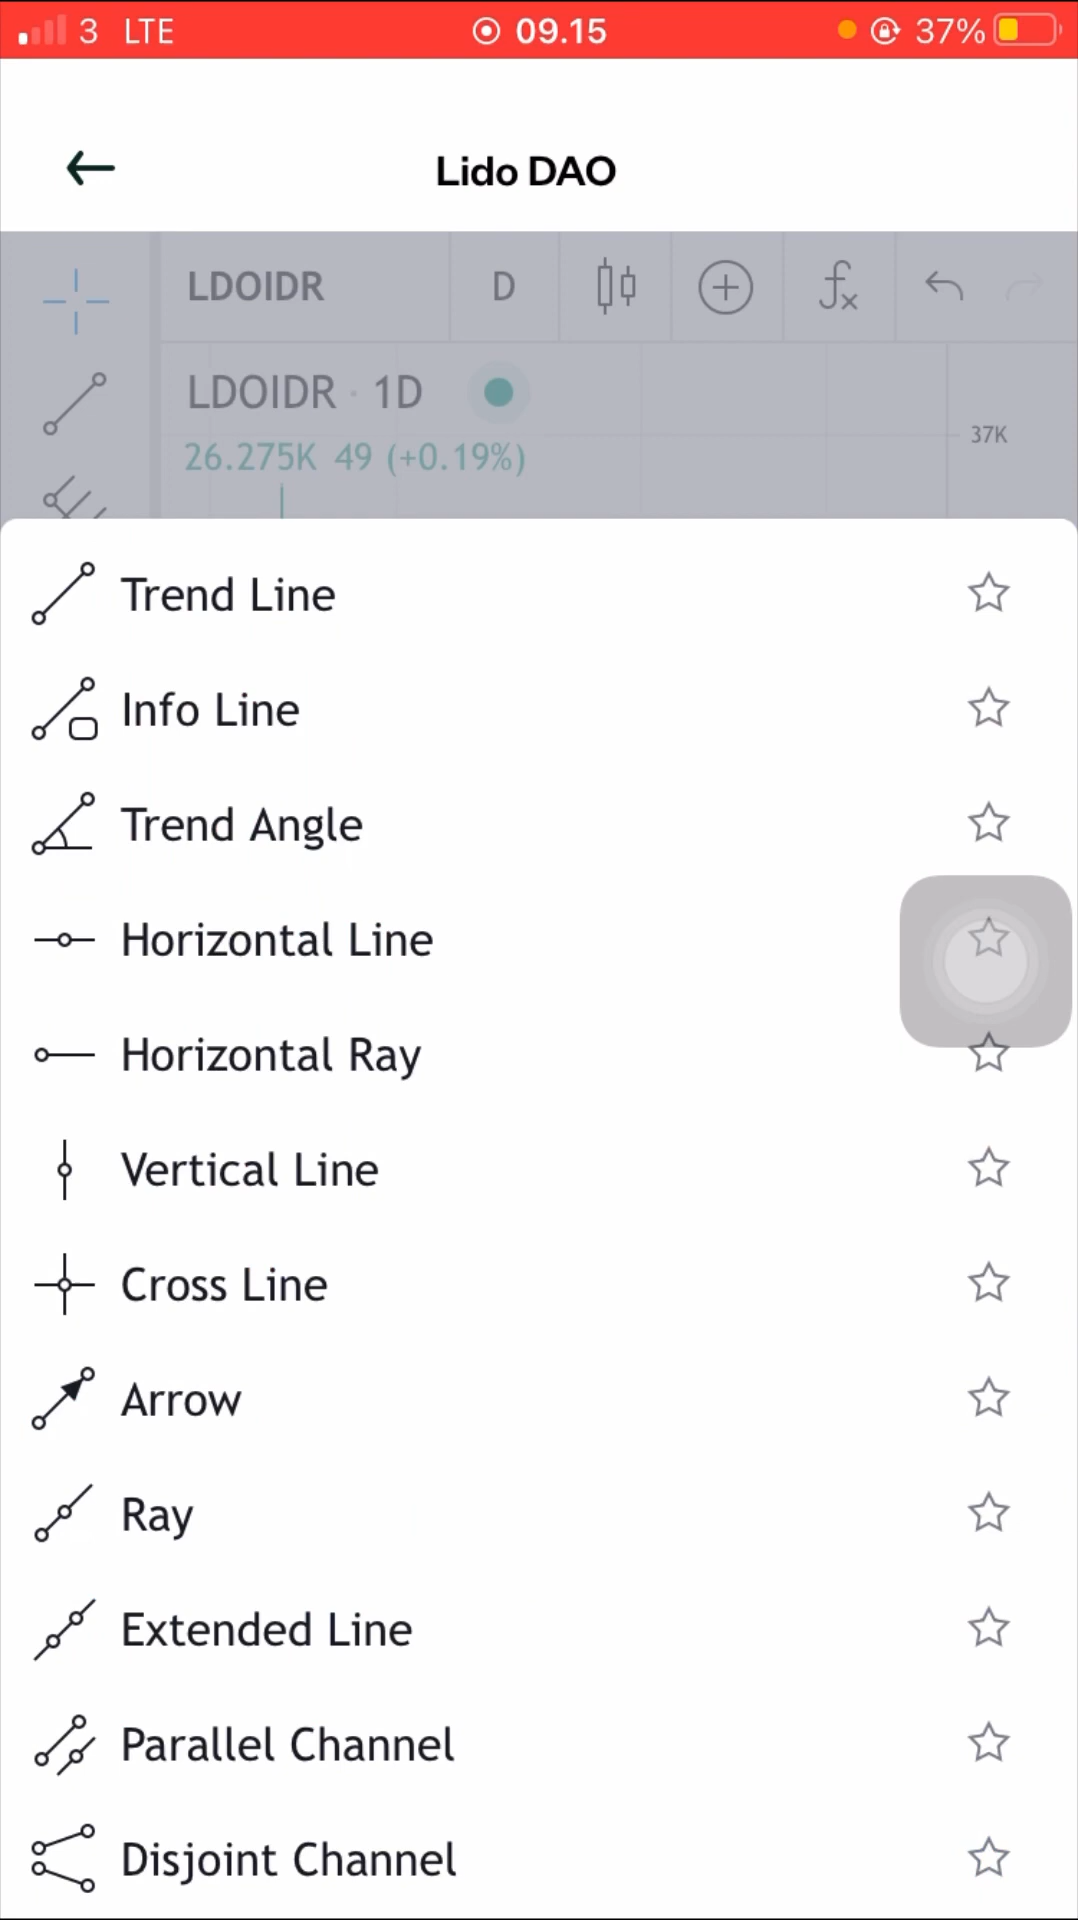 3 LTE 09.15 37%
Lido DAO
LDOIDR D fx
LDOIDR · 1D
37K
26.275K 49 (+0.19%)
Trend Line
Info Line
Trend Angle
Horizontal Line
Horizontal Ray
Vertical Line
Cross Line
Arrow
Ray
Extended Line
Parallel Channel
Disjoint Channel